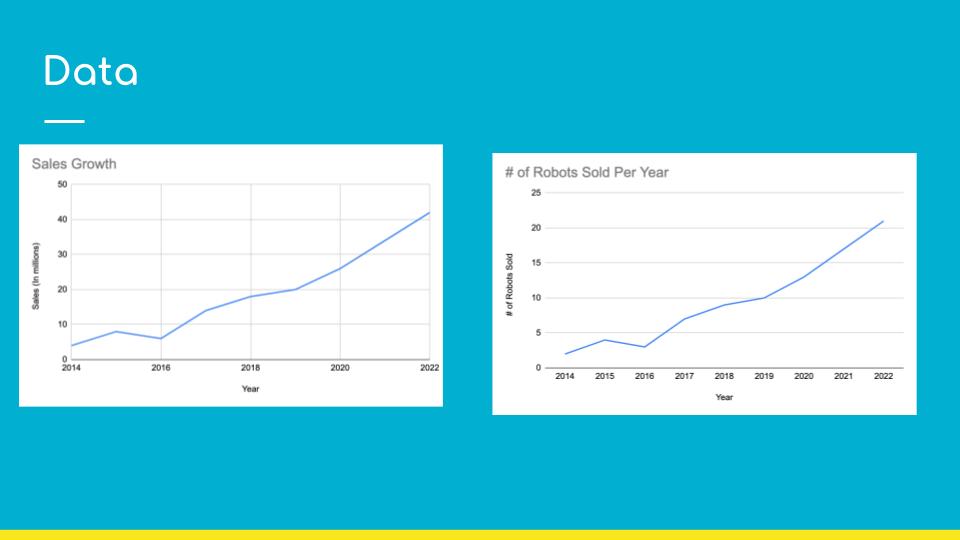 Data
Sales Growth
50
40
30
20
10
0
Sales (In millions)
2014 2016 2018 2020 2022
Year
# of Robots Sold Per Year
25
20
15
10
5
0
# of Robots Sold
2014 2015 2016 2017 2018 2019 2020 2021 2022
Year